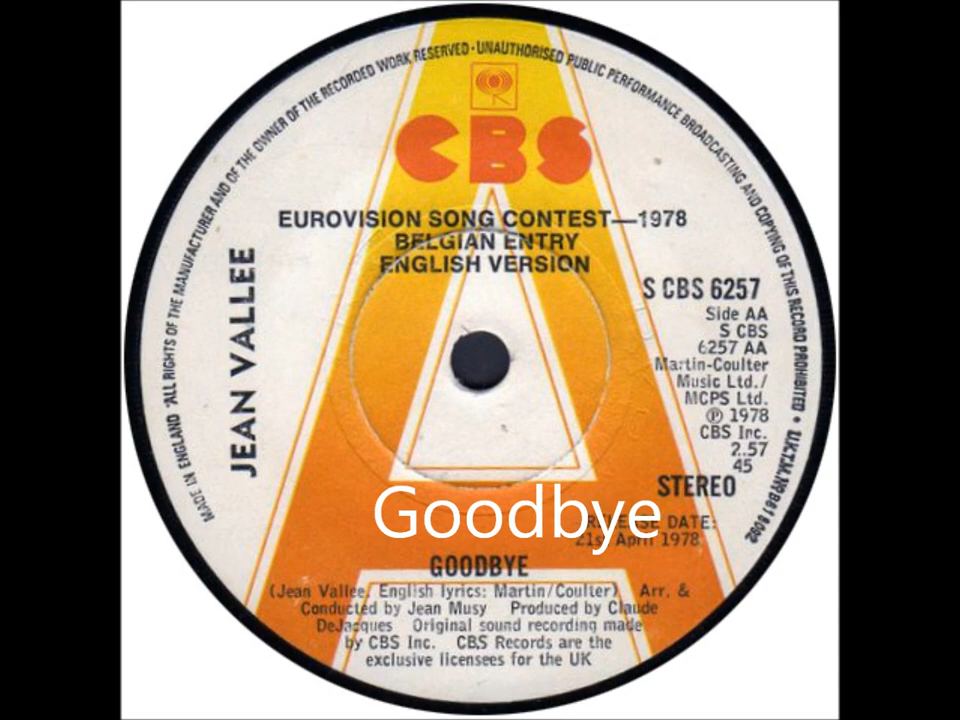 MADE IN ENGLAND "ALL RIGHTS OF THE MANUFACTURER AND OF THE OWNER OF THE RECORDED WORK RESERVED · UNAUTHORISED PUBLIC PERFORMANCE BROADCASTING AND COPYING OF THIS RECORD PROHIBITED • U.K.T.M. No
CBS
EUROVISION SONG CONTEST—1978
BELGIAN ENTRY
ENGLISH VERSION
JEAN VALLEE
S CBS 6257
Side AA
S CBS
6257 AA
Martin-Coulter
Music Ltd./
MCPS Ltd.
℗ 1978
CBS Inc.
2.57
45
STEREO
Goodbye
RELEASE DATE:
21st April 1978
GOODBYE
(Jean Vallee. English lyrics: Martin/Coulter) Arr. &
Conducted by Jean Musy Produced by Claude
DeJacques Original sound recording made
by CBS Inc. CBS Records are the
exclusive licensees for the UK